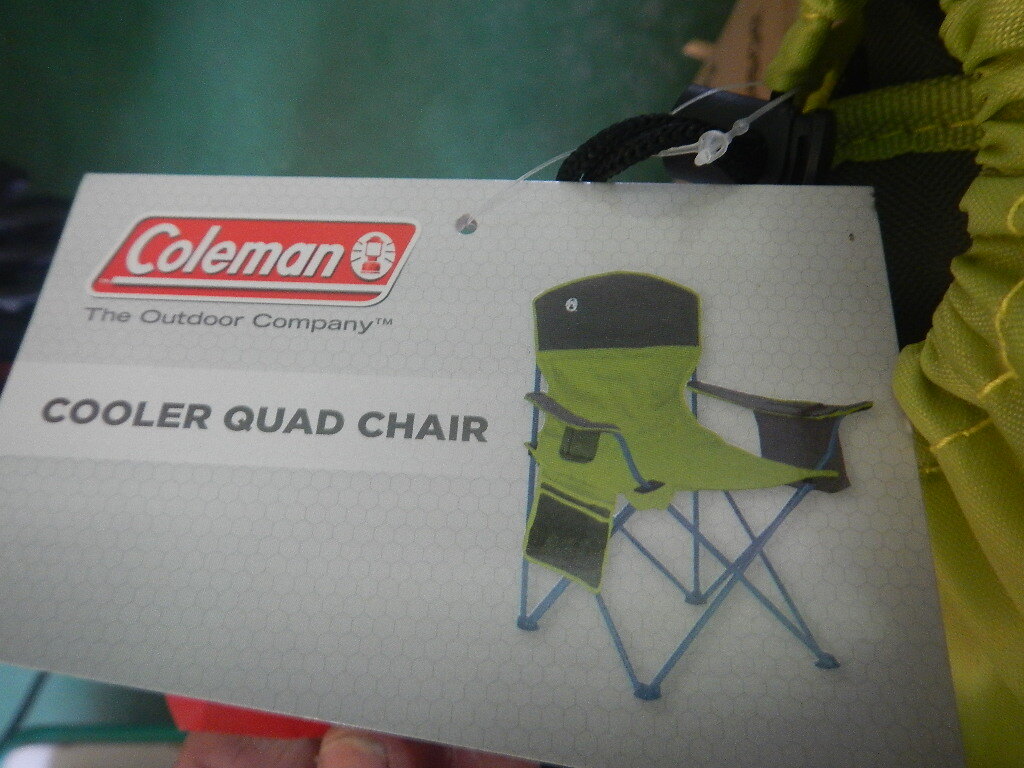 Coleman
The Outdoor Company™
COOLER QUAD CHAIR